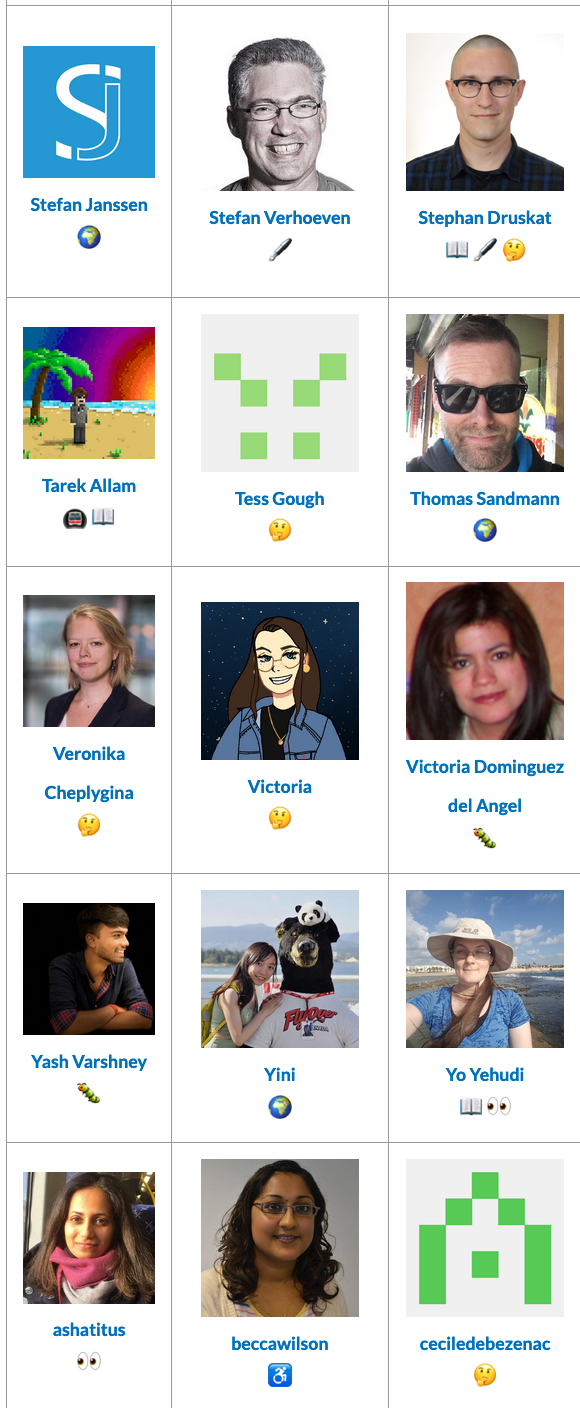 SJ
Stefan Janssen
🌍
Stefan Verhoeven
🖋
Stephan Druskat
📖 🖋 🤔
Tarek Allam
🚇 📖
Tess Gough
🤔
Thomas Sandmann
🌍
Veronika
Cheplygina
🤔
Victoria
🤔
Victoria Dominguez
del Angel
🐛
Yash Varshney
🐛
Yini
🌍
Yo Yehudi
📖 👀
ashatitus
👀
beccawilson
♿️
ceciledebezenac
🤔